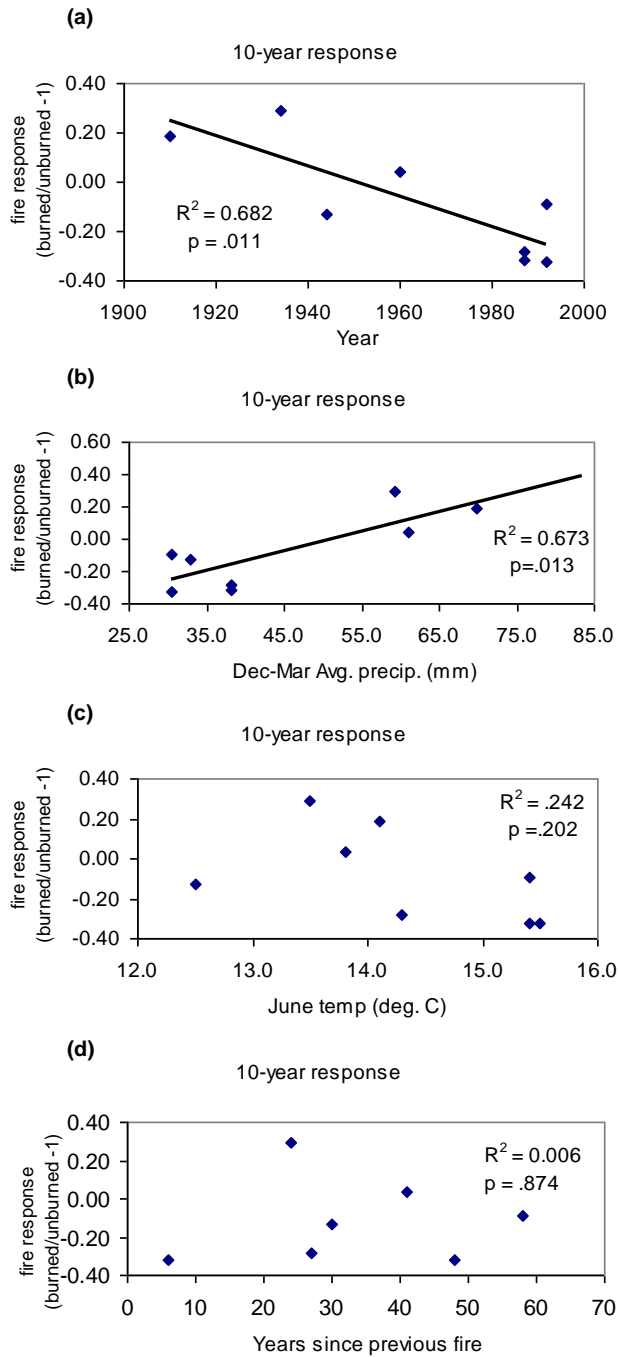 (a)
10-year response
fire response
(burned/unburned -1)
0.40
0.20
0.00
-0.20
-0.40
R² = 0.682
p = .011
1900 1920 1940 1960 1980 2000
Year
(b)
10-year response
fire response
(burned/unburned -1)
0.60
0.40
0.20
0.00
-0.20
-0.40
R² = 0.673
p=.013
25.0 35.0 45.0 55.0 65.0 75.0 85.0
Dec-Mar Avg. precip. (mm)
(c)
10-year response
fire response
(burned/unburned -1)
0.40
0.20
0.00
-0.20
-0.40
R² = .242
p =.202
12.0 13.0 14.0 15.0 16.0
June temp (deg. C)
(d)
10-year response
fire response
(burned/unburned -1)
0.40
0.20
0.00
-0.20
-0.40
R² = 0.006
p = .874
0 10 20 30 40 50 60 70
Years since previous fire